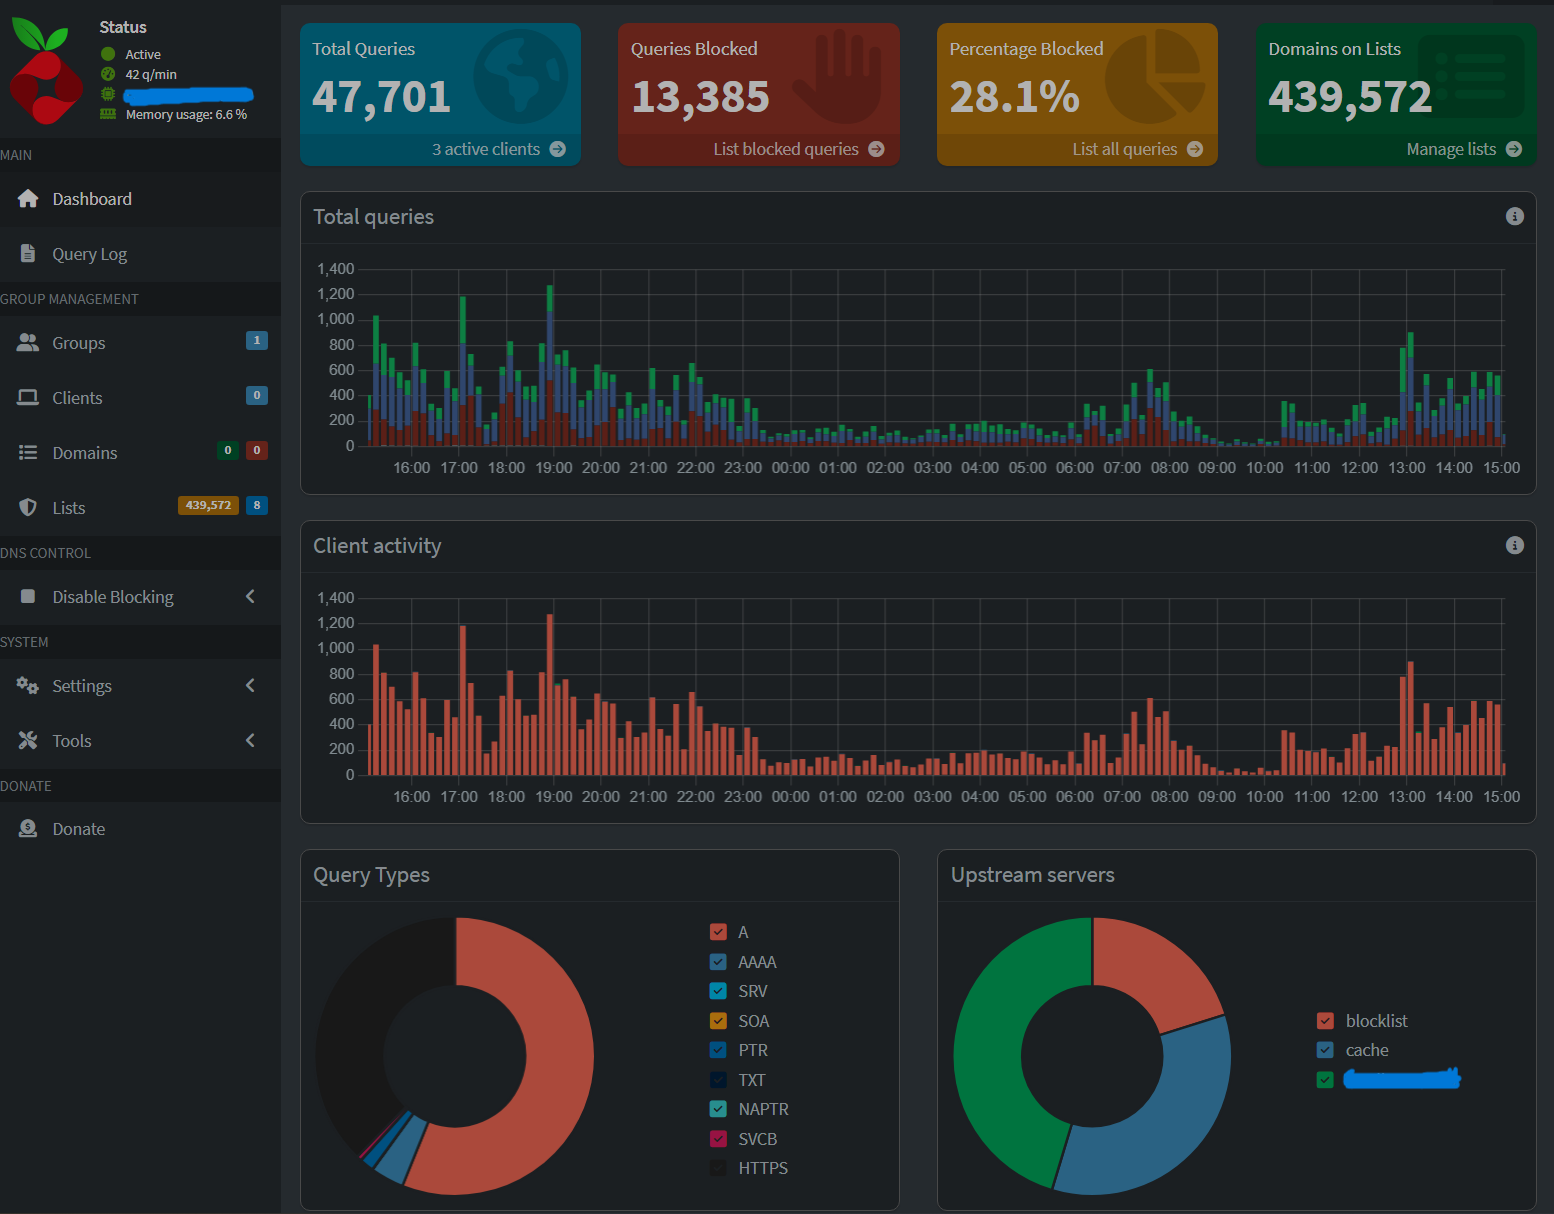 Status
Active
42 q/min
Memory usage: 6.6 %
MAIN
Dashboard
Query Log
GROUP MANAGEMENT
Groups 1
Clients 0
Domains 0 0
Lists 439,572 8
DNS CONTROL
Disable Blocking
SYSTEM
Settings
Tools
DONATE
Donate
Total Queries
47,701
3 active clients
Queries Blocked
13,385
List blocked queries
Percentage Blocked
28.1%
List all queries
Domains on Lists
439,572
Manage lists
Total queries
1,400
1,200
1,000
800
600
400
200
0
16:00 17:00 18:00 19:00 20:00 21:00 22:00 23:00 00:00 01:00 02:00 03:00 04:00 05:00 06:00 07:00 08:00 09:00 10:00 11:00 12:00 13:00 14:00 15:00
Client activity
1,400
1,200
1,000
800
600
400
200
0
16:00 17:00 18:00 19:00 20:00 21:00 22:00 23:00 00:00 01:00 02:00 03:00 04:00 05:00 06:00 07:00 08:00 09:00 10:00 11:00 12:00 13:00 14:00 15:00
Query Types
A
AAAA
SRV
SOA
PTR
TXT
NAPTR
SVCB
HTTPS
Upstream servers
blocklist
cache